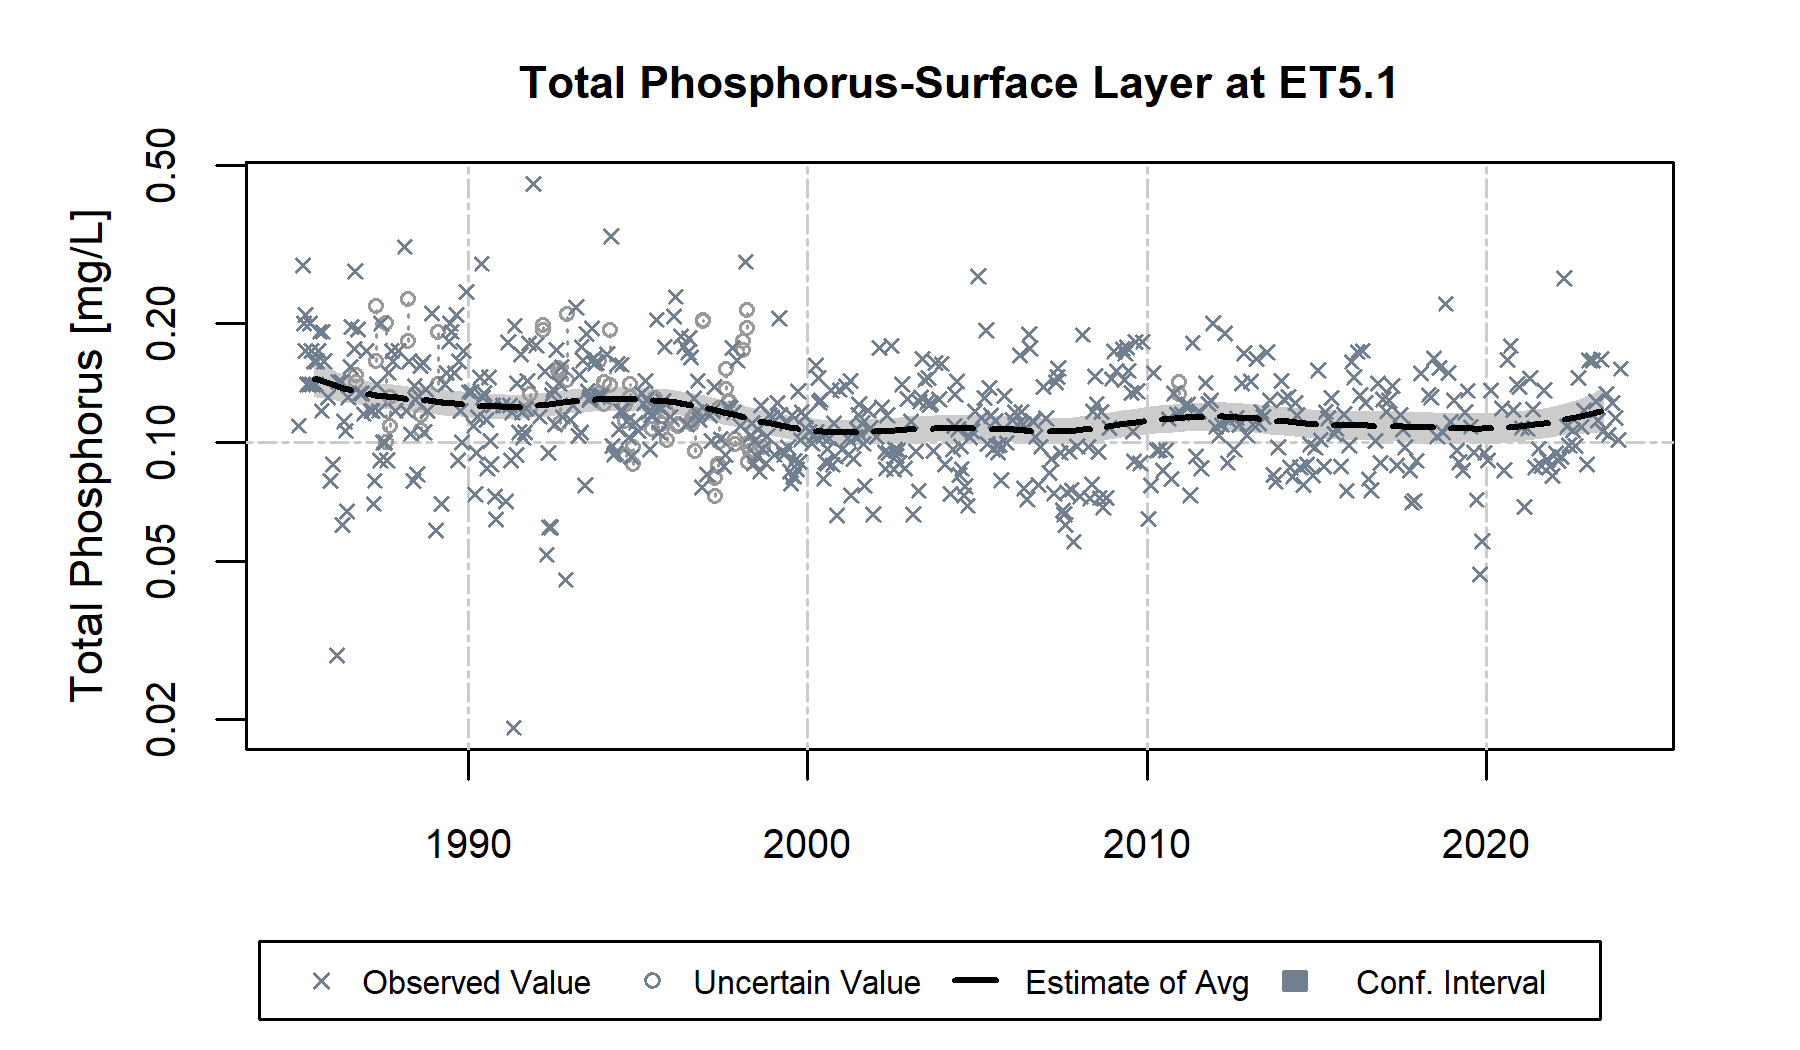 Total Phosphorus-Surface Layer at ET5.1
Total Phosphorus [mg/L]
0.50
0.20
0.10
0.05
0.02
1990 2000 2010 2020
Observed Value Uncertain Value Estimate of Avg Conf. Interval